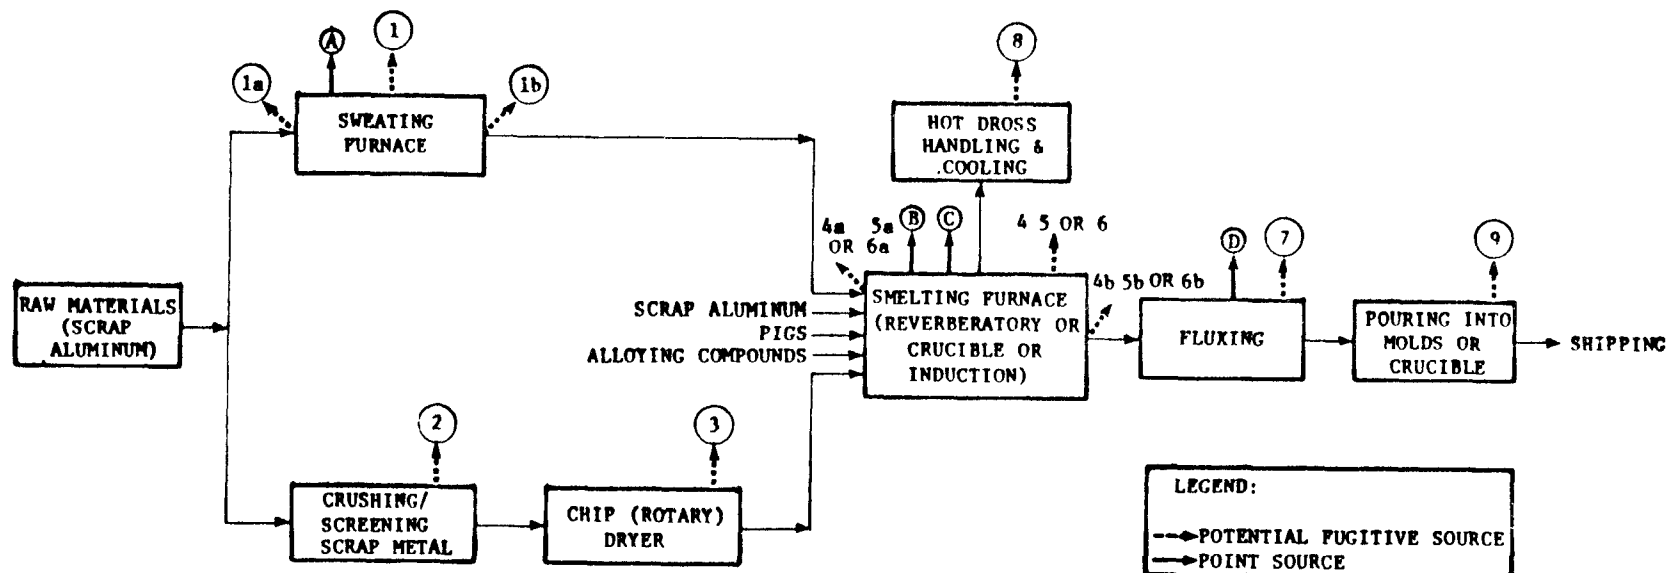 A
1
1a
1b
SWEATING
FURNACE
8
HOT DROSS
HANDLING &
.COOLING
4a 5a
OR 6a
B
C
4 5 OR 6
4b 5b OR 6b
D
7
9
RAW MATERIALS
(SCRAP
ALUMINUM)
SCRAP ALUMINUM
PIGS
ALLOYING COMPOUNDS
SMELTING FURNACE
(REVERBERATORY OR
CRUCIBLE OR
INDUCTION)
FLUXING
POURING INTO
MOLDS OR
CRUCIBLE
SHIPPING
2
3
CRUSHING/
SCREENING
SCRAP METAL
CHIP (ROTARY)
DRYER
LEGEND:
POTENTIAL FUGITIVE SOURCE
POINT SOURCE